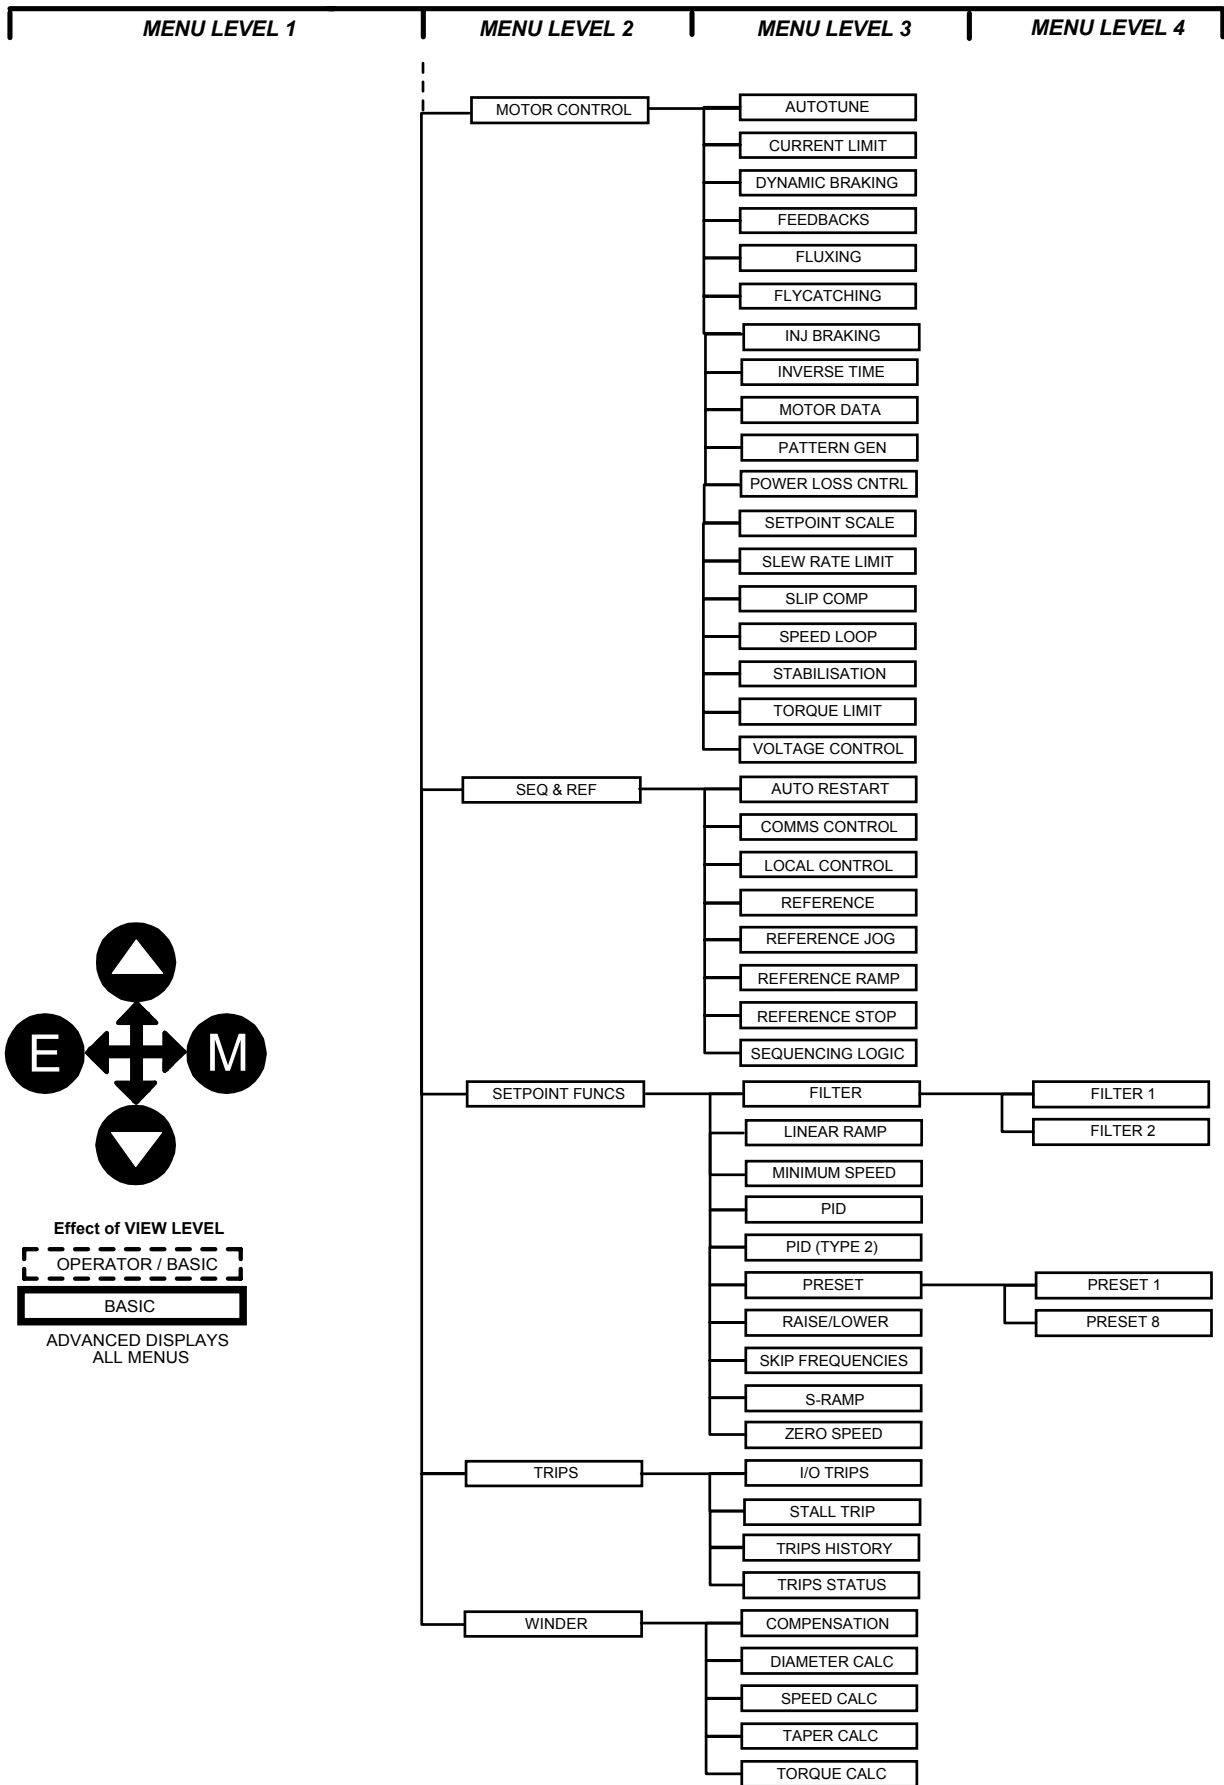 MENU LEVEL 1
MENU LEVEL 2
MENU LEVEL 3
MENU LEVEL 4
MOTOR CONTROL
AUTOTUNE
CURRENT LIMIT
DYNAMIC BRAKING
FEEDBACKS
FLUXING
FLYCATCHING
INJ BRAKING
INVERSE TIME
MOTOR DATA
PATTERN GEN
POWER LOSS CNTRL
SETPOINT SCALE
SLEW RATE LIMIT
SLIP COMP
SPEED LOOP
STABILISATION
TORQUE LIMIT
VOLTAGE CONTROL
SEQ & REF
AUTO RESTART
COMMS CONTROL
LOCAL CONTROL
REFERENCE
REFERENCE JOG
REFERENCE RAMP
REFERENCE STOP
SEQUENCING LOGIC
SETPOINT FUNCS
FILTER
FILTER 1
FILTER 2
LINEAR RAMP
MINIMUM SPEED
PID
PID (TYPE 2)
PRESET
PRESET 1
PRESET 8
RAISE/LOWER
SKIP FREQUENCIES
S-RAMP
ZERO SPEED
TRIPS
I/O TRIPS
STALL TRIP
TRIPS HISTORY
TRIPS STATUS
WINDER
COMPENSATION
DIAMETER CALC
SPEED CALC
TAPER CALC
TORQUE CALC
E
M
Effect of VIEW LEVEL
OPERATOR / BASIC
BASIC
ADVANCED DISPLAYS
ALL MENUS